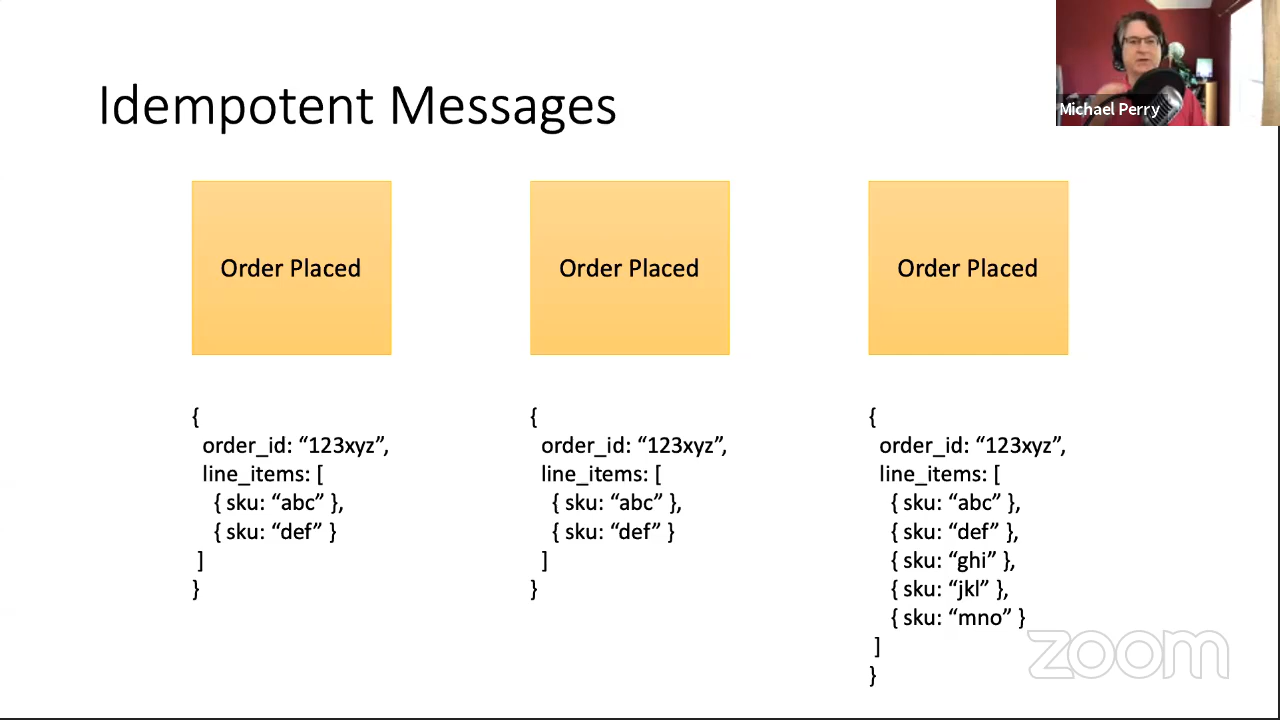 Idempotent Messages
Michael Perry
Order Placed
{
order_id: “123xyz”,
line_items: [
{ sku: “abc” },
{ sku: “def” }
]
}
Order Placed
{
order_id: “123xyz”,
line_items: [
{ sku: “abc” },
{ sku: “def” }
]
}
Order Placed
{
order_id: “123xyz”,
line_items: [
{ sku: “abc” },
{ sku: “def” },
{ sku: “ghi” },
{ sku: “jkl” },
{ sku: “mno” }
]
}
zoom